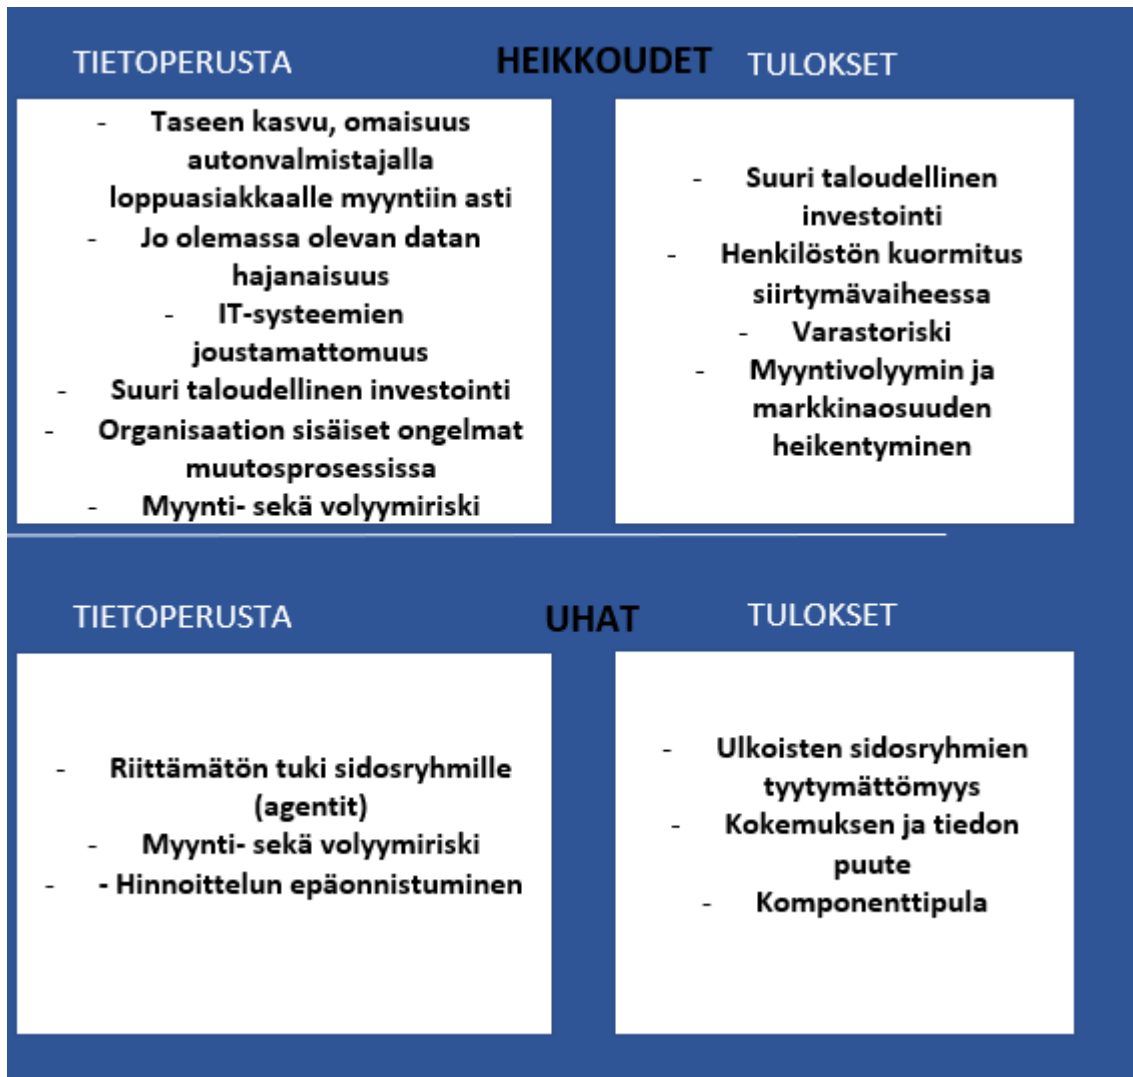 TIETOPERUSTA
HEIKKOUDET
TULOKSET
- Taseen kasvu, omaisuus
autonvalmistajalla
loppuasiakkaalle myyntiin asti
- Jo olemassa olevan datan
hajanaisuus
- IT-systeemien
joustamattomuus
- Suuri taloudellinen investointi
- Organisaation sisäiset ongelmat
muutosprosessissa
- Myynti- sekä volyymiriski
- Suuri taloudellinen
investointi
- Henkilöstön kuormitus
siirtymävaiheessa
- Varastoriski
- Myyntivolyymin ja
markkinaosuuden
heikentyminen
TIETOPERUSTA
UHAT
TULOKSET
- Riittämätön tuki sidosryhmille
(agentit)
- Myynti- sekä volyymiriski
- - Hinnoittelun epäonnistuminen
- Ulkoisten sidosryhmien
tyytymättömyys
- Kokemuksen ja tiedon
puute
- Komponenttipula